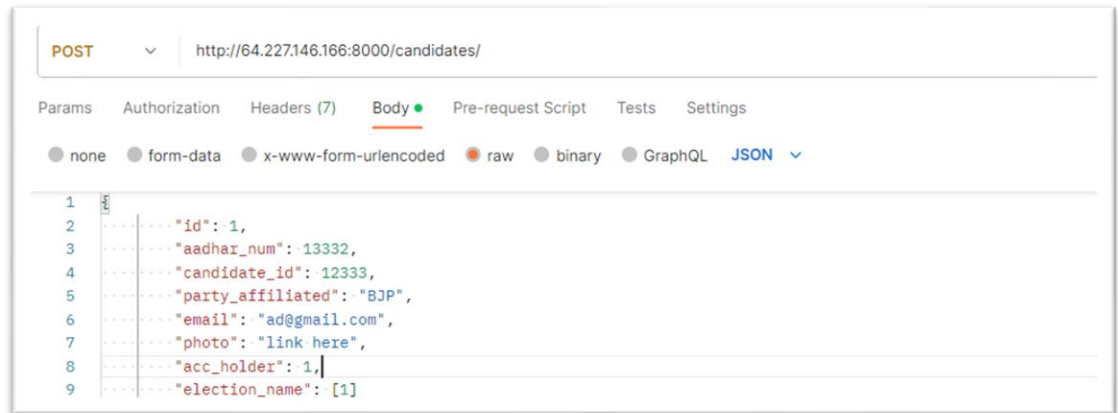 POST http://64.227.146.166:8000/candidates/
Params Authorization Headers (7) Body Pre-request Script Tests Settings
none form-data x-www-form-urlencoded raw binary GraphQL JSON
1 {
2 "id": 1,
3 "aadhar_num": 13332,
4 "candidate_id": 12333,
5 "party_affiliated": "BJP",
6 "email": "ad@gmail.com",
7 "photo": "link here",
8 "acc_holder": 1,
9 "election_name": [1]